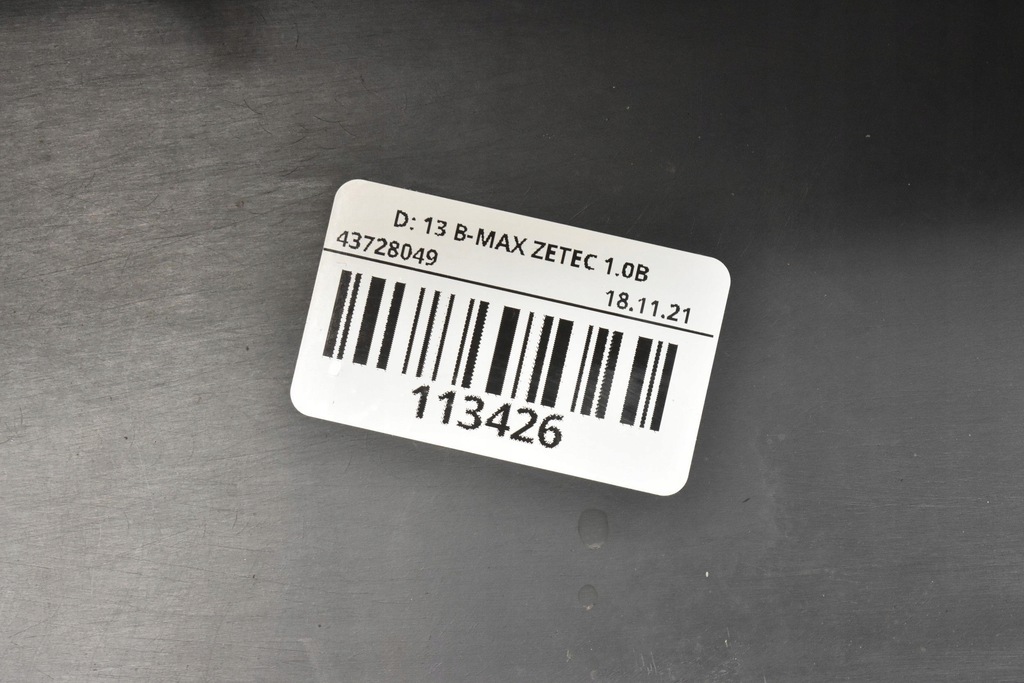 D: 13 B-MAX ZETEC 1.0B
43728049
18.11.21
113426